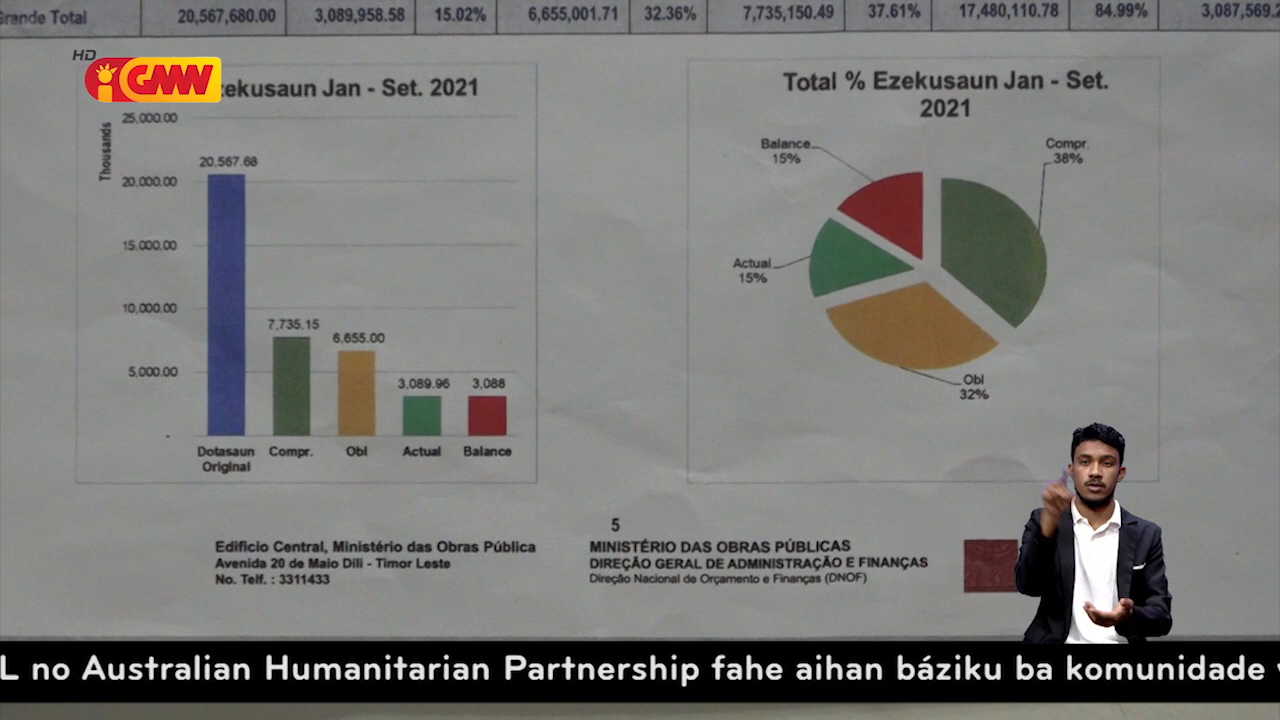 Grande Total 20,567,680.00 3,089,958.58 15.02% 6,655,001.71 32.36% 7,735,150.49 37.61% 17,480,110.78 84.99% 3,087,569.2
HD
GMN
zekusaun Jan - Set. 2021
Thousands
25,000.00
20,000.00
15,000.00
10,000.00
5,000.00
-
20,567.68
7,735.15
6,655.00
3,089.96
3,088
Dotasaun Original
Compr.
Obl
Actual
Balance
Total % Ezekusaun Jan - Set.
2021
Balance
15%
Compr.
38%
Actual
15%
Obl
32%
5
Edificio Central, Ministério das Obras Pública
Avenida 20 de Maio Dili - Timor Leste
No. Telf. : 3311433
MINISTÉRIO DAS OBRAS PÚBLICAS
DIREÇÃO GERAL DE ADMINISTRAÇÃO E FINANÇAS
Direção Nacional de Orçamento e Finanças (DNOF)
L no Australian Humanitarian Partnership fahe aihan báziku ba komunidade